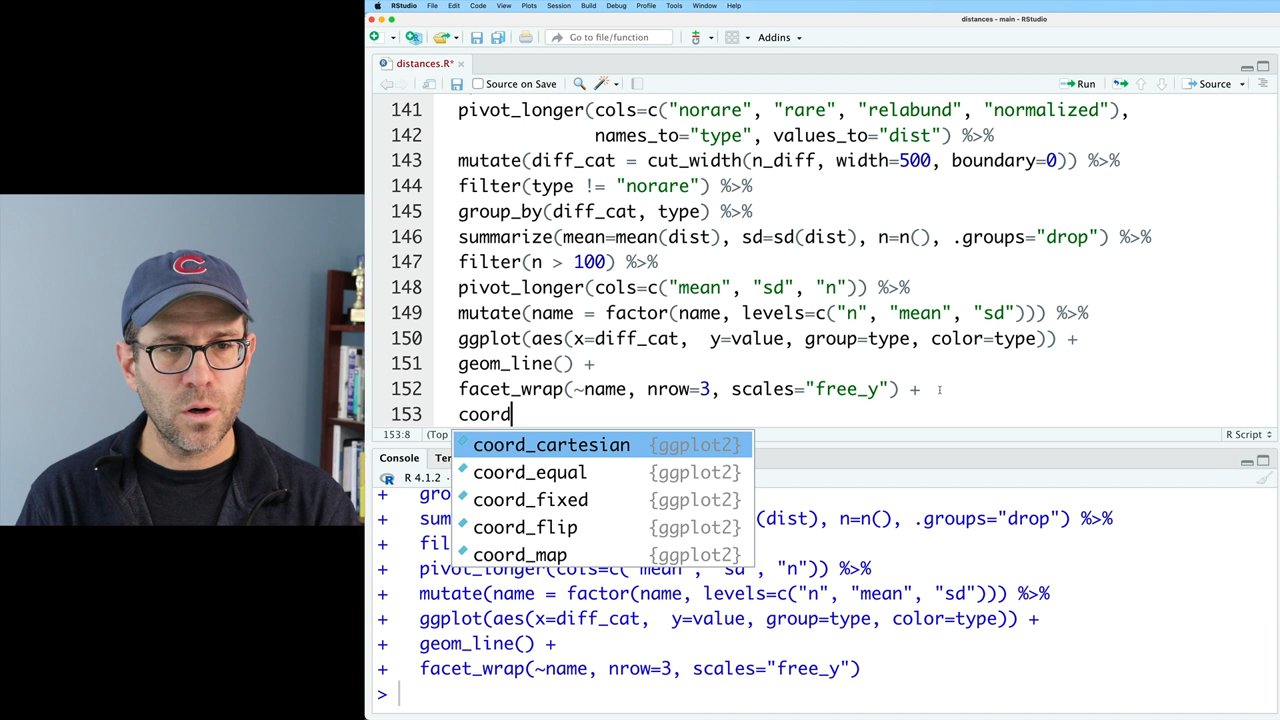 RStudio File Edit Code View Plots Session Build Debug Profile Tools Window Help
distances - main - RStudio
Go to file/function Addins
distances.R*
Source on Save Run Source
141 pivot_longer(cols=c("norare", "rare", "relabund", "normalized"),
142 names_to="type", values_to="dist") %>%
143 mutate(diff_cat = cut_width(n_diff, width=500, boundary=0)) %>%
144 filter(type != "norare") %>%
145 group_by(diff_cat, type) %>%
146 summarize(mean=mean(dist), sd=sd(dist), n=n(), .groups="drop") %>%
147 filter(n > 100) %>%
148 pivot_longer(cols=c("mean", "sd", "n")) %>%
149 mutate(name = factor(name, levels=c("n", "mean", "sd"))) %>%
150 ggplot(aes(x=diff_cat, y=value, group=type, color=type)) +
151 geom_line() +
152 facet_wrap(~name, nrow=3, scales="free_y") +
153 coord
153:8 (Top R Script
coord_cartesian {ggplot2}
coord_equal {ggplot2}
coord_fixed {ggplot2}
coord_flip {ggplot2}
coord_map {ggplot2}
Console Ter
R 4.1.2
+ gro
+ sum (dist), n=n(), .groups="drop") %>%
+ fil
+ pivot_longer(cols=c("mean", "sd", "n")) %>%
+ mutate(name = factor(name, levels=c("n", "mean", "sd"))) %>%
+ ggplot(aes(x=diff_cat, y=value, group=type, color=type)) +
+ geom_line() +
+ facet_wrap(~name, nrow=3, scales="free_y")
>
C